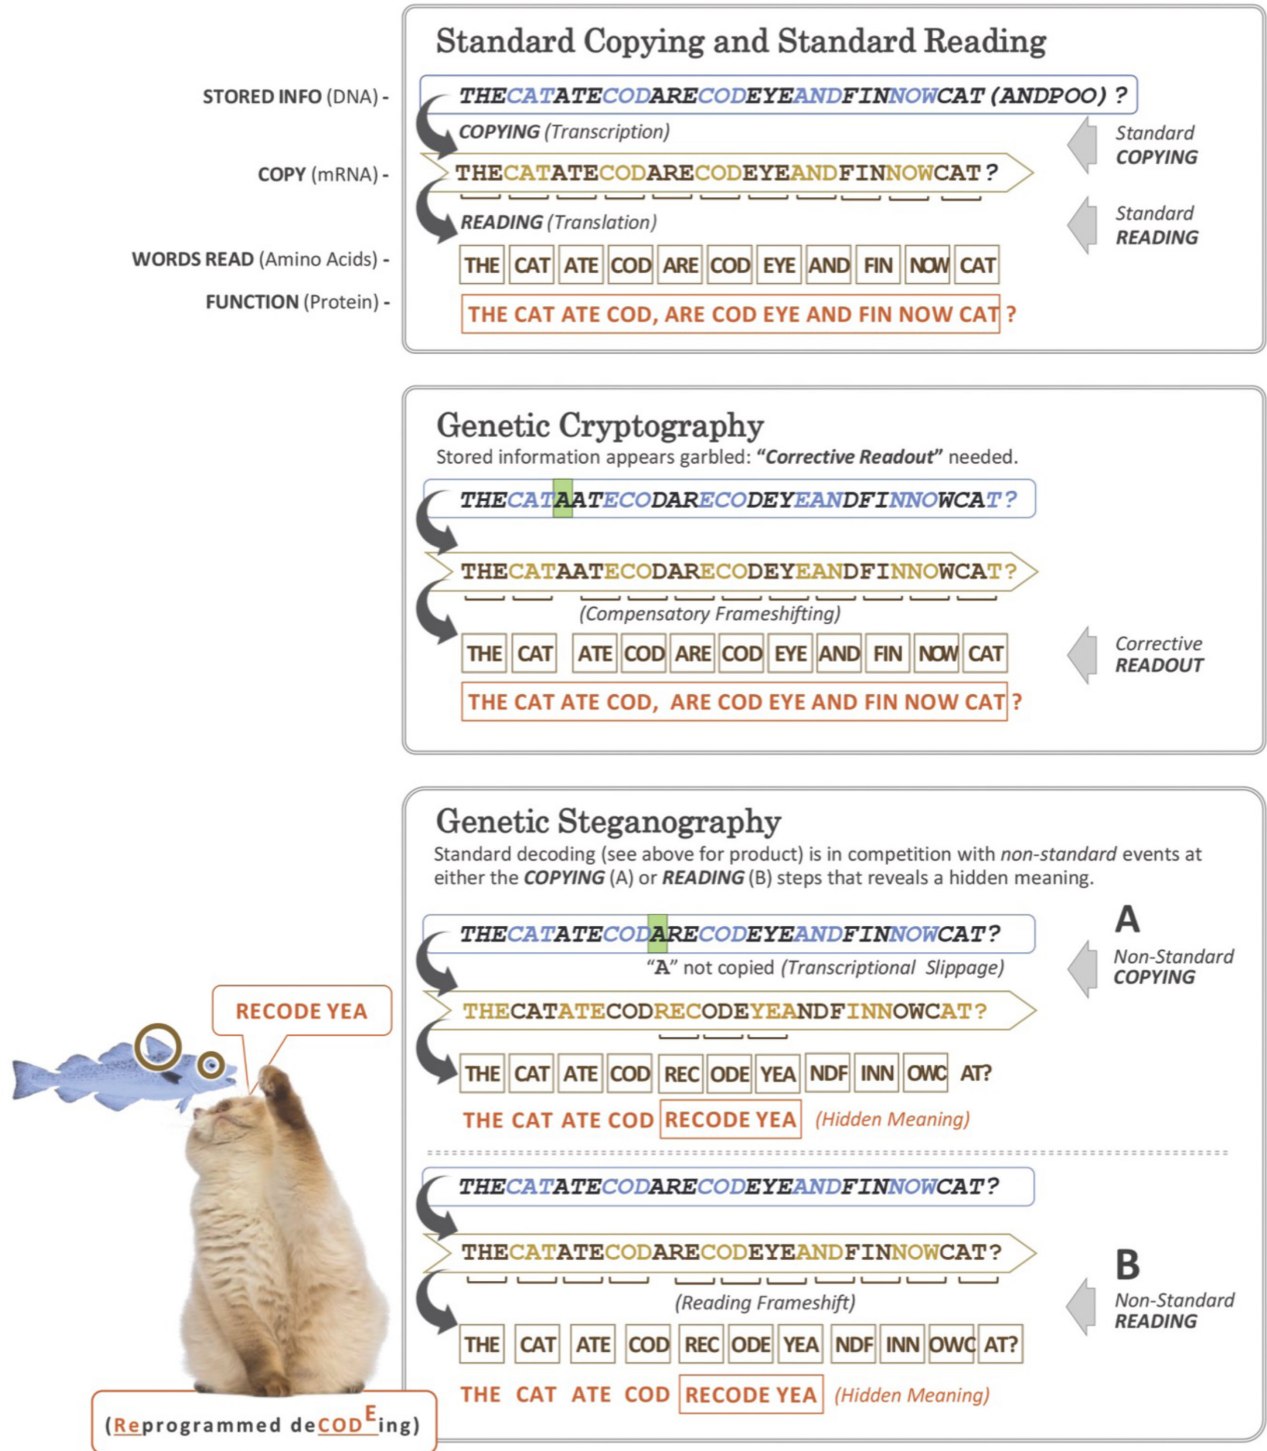 Standard Copying and Standard Reading
STORED INFO (DNA) -
THECATATECODARECODEYEANDFINNOWCAT (ANDPOO) ?
COPYING (Transcription)
Standard
COPYING
COPY (mRNA) -
THECATATECODARECODEYEANDFINNOWCAT?
READING (Translation)
Standard
READING
WORDS READ (Amino Acids) -
THE CAT ATE COD ARE COD EYE AND FIN NOW CAT
FUNCTION (Protein) -
THE CAT ATE COD, ARE COD EYE AND FIN NOW CAT ?
Genetic Cryptography
Stored information appears garbled: “Corrective Readout” needed.
THECATAATECODARECODEYEANDFINNOWCAT?
THECATAATECODARECODEYEANDFINNOWCAT?
(Compensatory Frameshifting)
THE CAT ATE COD ARE COD EYE AND FIN NOW CAT
Corrective
READOUT
THE CAT ATE COD, ARE COD EYE AND FIN NOW CAT ?
Genetic Steganography
Standard decoding (see above for product) is in competition with non-standard events at
either the COPYING (A) or READING (B) steps that reveals a hidden meaning.
THECATATECODARECODEYEANDFINNOWCAT?
A
“A” not copied (Transcriptional Slippage)
Non-Standard
COPYING
THECATATECODRECODEYEANDFINNOWCAT?
THE CAT ATE COD REC ODE YEA NDF INN OWC AT?
THE CAT ATE COD RECODE YEA (Hidden Meaning)
THECATATECODARECODEYEANDFINNOWCAT?
THECATATECODARECODEYEANDFINNOWCAT?
B
(Reading Frameshift)
Non-Standard
READING
THE CAT ATE COD REC ODE YEA NDF INN OWC AT?
THE CAT ATE COD RECODE YEA (Hidden Meaning)
RECODE YEA
(Reprogrammed deCODEing)